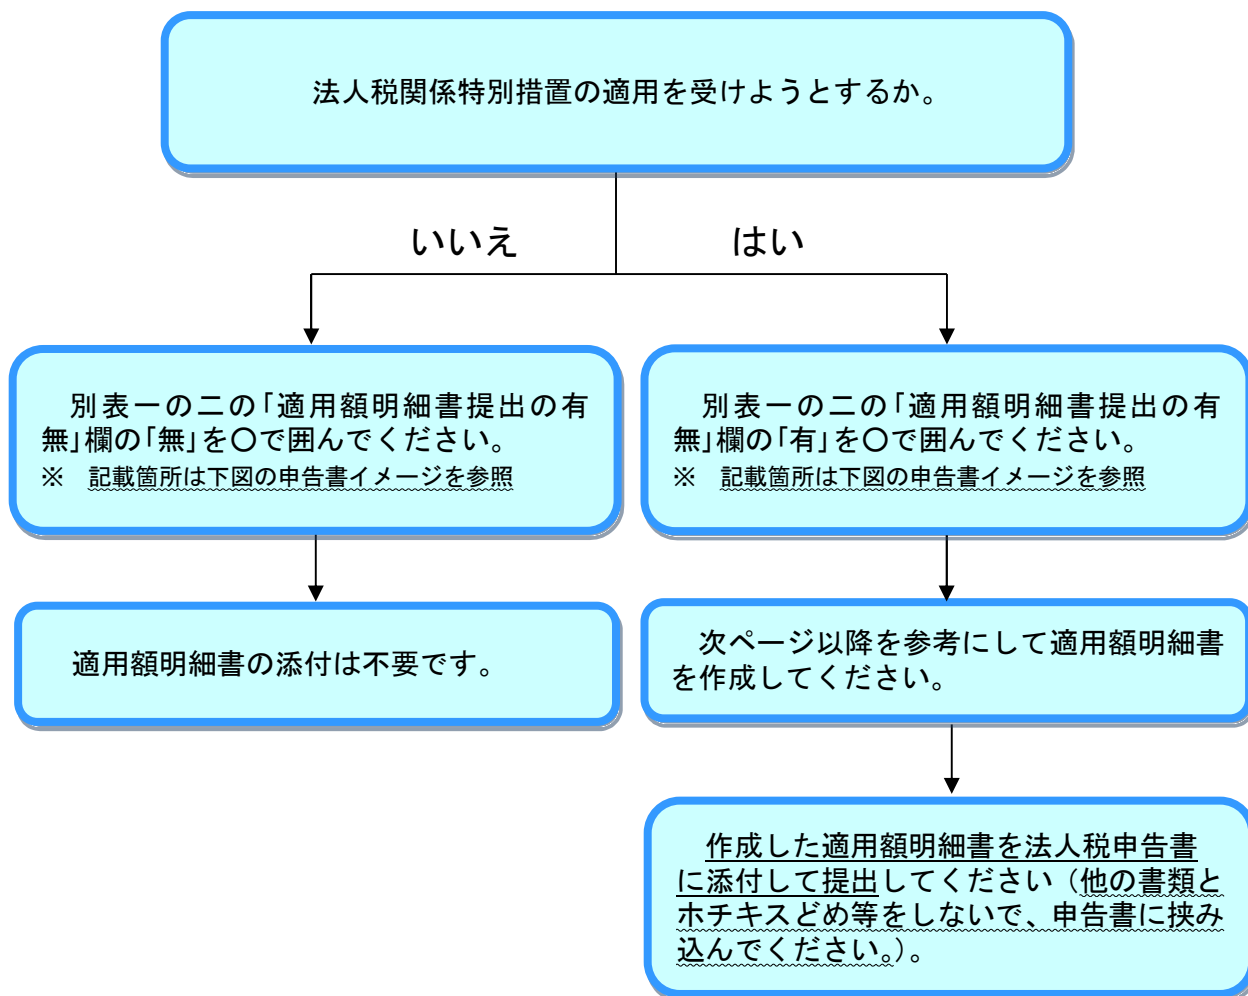 法人税関係特別措置の適用を受けようとするか。
いいえ
はい
別表一の二の「適用額明細書提出の有
無」欄の「無」を〇で囲んでください。
※　記載箇所は下図の申告書イメージを参照
別表一の二の「適用額明細書提出の有
無」欄の「有」を〇で囲んでください。
※　記載箇所は下図の申告書イメージを参照
適用額明細書の添付は不要です。
次ページ以降を参考にして適用額明細書
を作成してください。
作成した適用額明細書を法人税申告書
に添付して提出してください（他の書類と
ホチキスどめ等をしないで、申告書に挟み
込んでください。）。